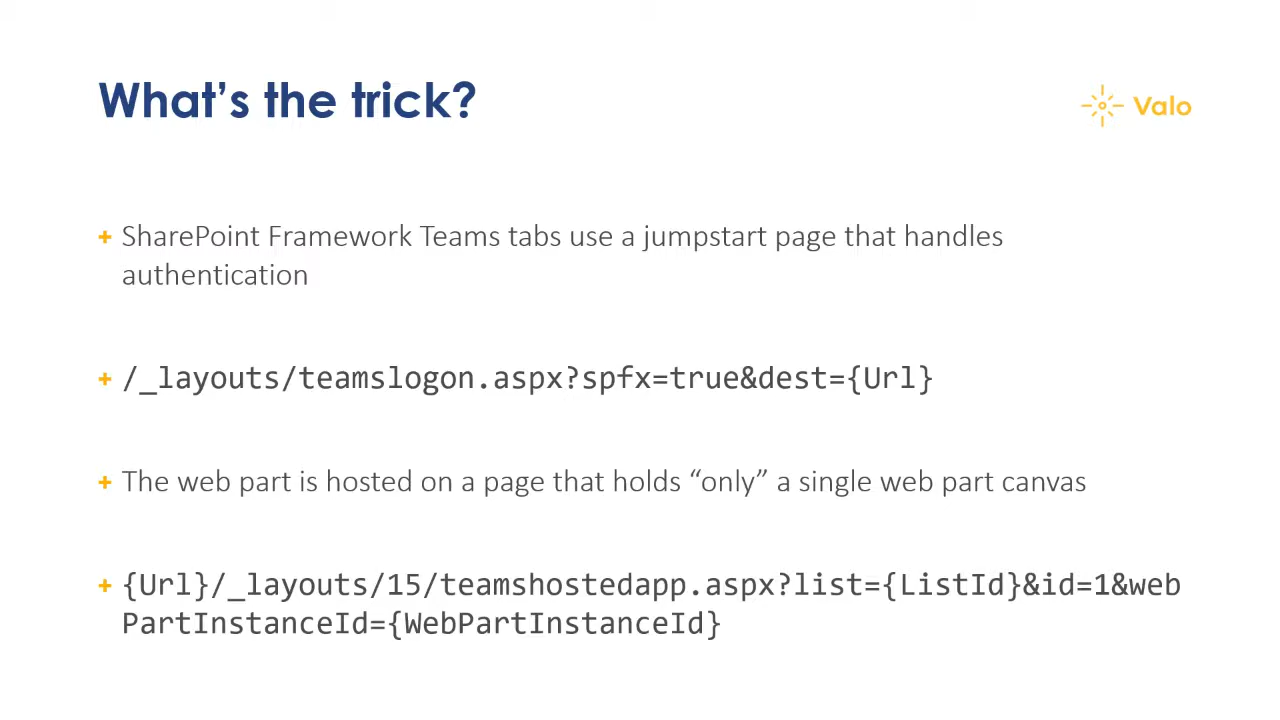 What's the trick?
Valo
+ SharePoint Framework Teams tabs use a jumpstart page that handles
authentication
+ /_layouts/teamslogon.aspx?spfx=true&dest={Url}
+ The web part is hosted on a page that holds “only” a single web part canvas
+ {Url}/_layouts/15/teamshostedapp.aspx?list={ListId}&id=1&web
PartInstanceId={WebPartInstanceId}